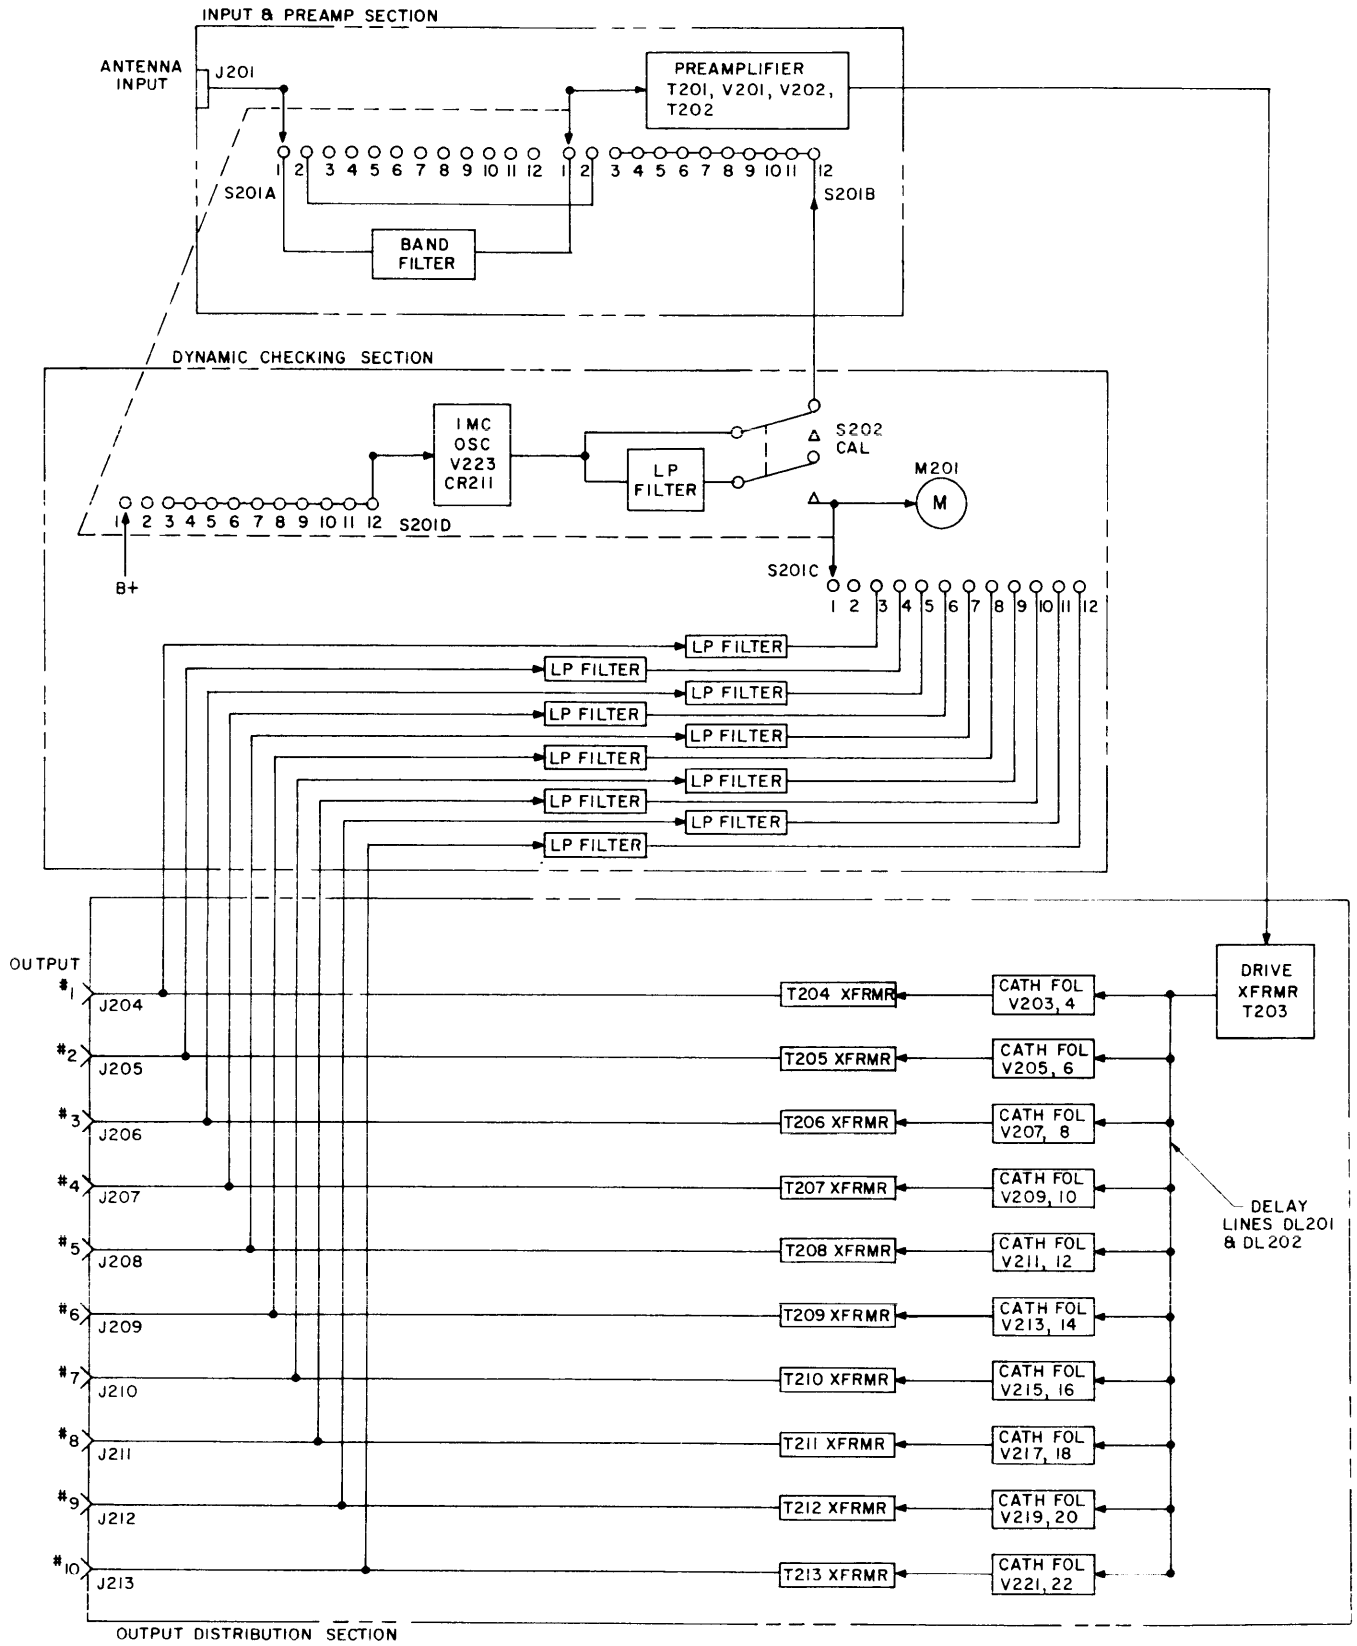 INPUT & PREAMP SECTION
ANTENNA
INPUT
J201
PREAMPLIFIER
T201, V201, V202,
T202
1 2 3 4 5 6 7 8 9 10 11 12
1 2 3 4 5 6 7 8 9 10 11 12
S201A
S201B
BAND
FILTER
DYNAMIC CHECKING SECTION
1MC
OSC
V223
CR211
LP
FILTER
S202
CAL
M201
M
1 2 3 4 5 6 7 8 9 10 11 12
S201D
B+
S201C
1 2 3 4 5 6 7 8 9 10 11 12
LP FILTER
LP FILTER
LP FILTER
LP FILTER
LP FILTER
LP FILTER
LP FILTER
LP FILTER
LP FILTER
LP FILTER
OUTPUT
DRIVE
XFRMR
T203
#1
J204
T204 XFRMR
CATH FOL
V203, 4
#2
J205
T205 XFRMR
CATH FOL
V205, 6
#3
J206
T206 XFRMR
CATH FOL
V207, 8
#4
J207
T207 XFRMR
CATH FOL
V209, 10
DELAY
LINES DL201
& DL202
#5
J208
T208 XFRMR
CATH FOL
V211, 12
#6
J209
T209 XFRMR
CATH FOL
V213, 14
#7
J210
T210 XFRMR
CATH FOL
V215, 16
#8
J211
T211 XFRMR
CATH FOL
V217, 18
#9
J212
T212 XFRMR
CATH FOL
V219, 20
#10
J213
T213 XFRMR
CATH FOL
V221, 22
OUTPUT DISTRIBUTION SECTION